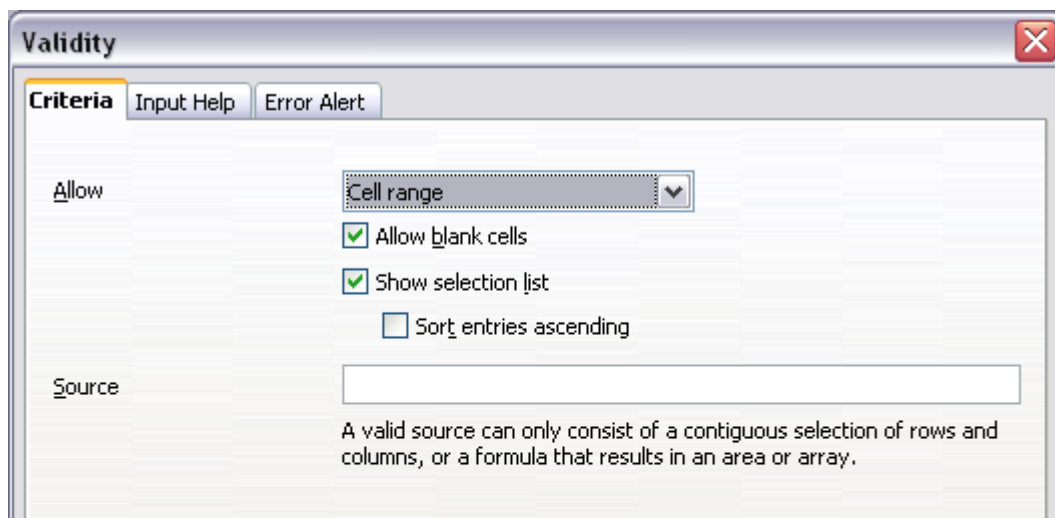 Validity
Criteria Input Help Error Alert
Allow Cell range
Allow blank cells
Show selection list
Sort entries ascending
Source
A valid source can only consist of a contiguous selection of rows and
columns, or a formula that results in an area or array.